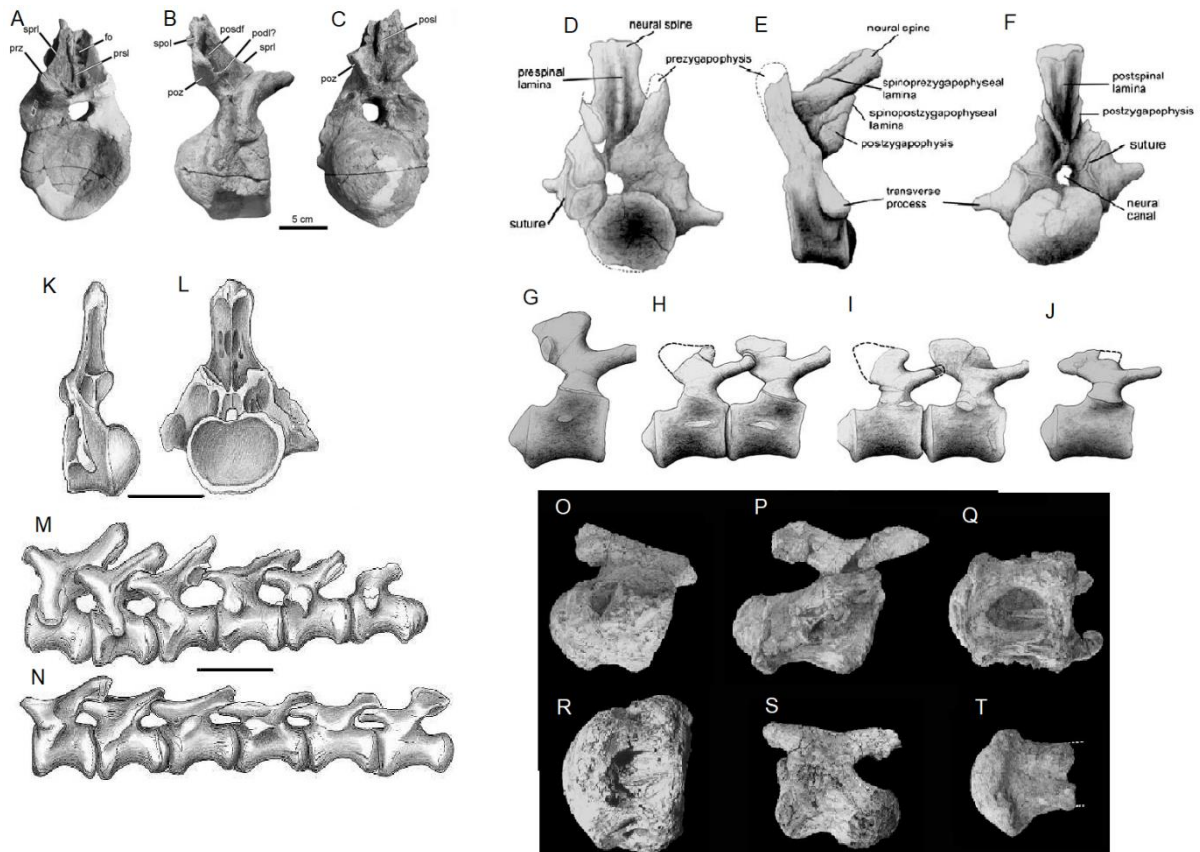 A
sprl
prz
fo
prsl
B
spol
posdf
podl?
sprl
poz
C
posl
poz
5 cm
D
neural spine
prespinal
lamina
prezygapophysis
suture
E
neural spine
spinoprezygapophyseal
lamina
spinopostzygapophyseal
lamina
postzygapophysis
transverse
process
F
postspinal
lamina
postzygapophysis
suture
neural
canal
G
H
I
J
K
L
M
N
O
P
Q
R
S
T